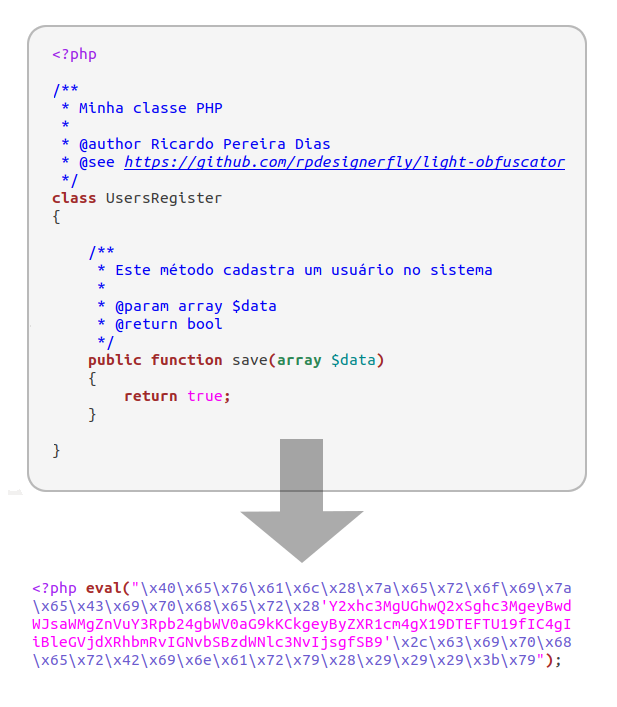 <?php
/**
 * Minha classe PHP
 *
 * @author Ricardo Pereira Dias
 * @see https://github.com/rpdesignerfly/light-obfuscator
 */
class UsersRegister
{
    /**
     * Este método cadastra um usuário no sistema
     *
     * @param array $data
     * @return bool
     */
    public function save(array $data)
    {
        return true;
    }
}
<?php eval("\x40\x65\x76\x61\x6c\x28\x7a\x65\x72\x6f\x69\x7a
\x65\x43\x69\x70\x68\x65\x72\x28'Y2xhc3MgUGhwQ2xSghc3MgeyBwd
WJsaWMgZnVuY3Rpb24gbWV0aG9kKCkgeyByZXR1cm4gX19DTEFTU19fIC4gI
iBleGVjdXRhbmRvIGNvbSBzdWNlc3NvIjsgfSB9'\x2c\x63\x69\x70\x68
\x65\x72\x42\x69\x6e\x61\x72\x79\x28\x29\x29\x29\x3b\x79");